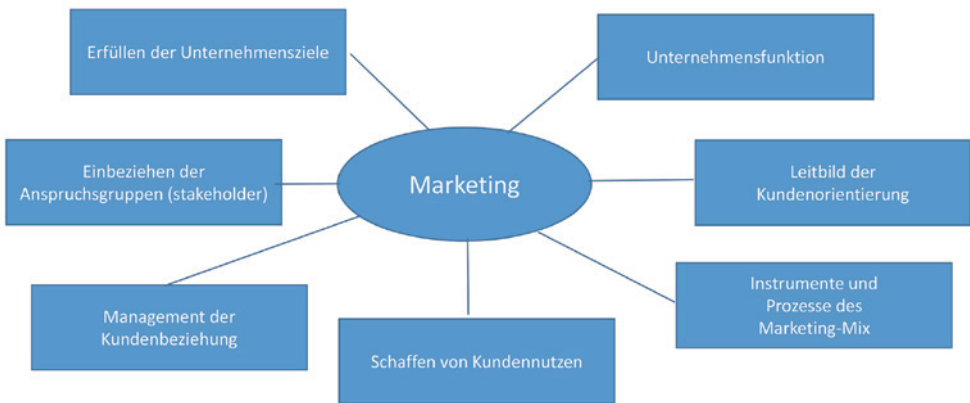 Erfüllen der Unternehmensziele
Unternehmensfunktion
Einbeziehen der
Anspruchsgruppen (stakeholder)
Marketing
Leitbild der
Kundenorientierung
Management der
Kundenbeziehung
Schaffen von Kundennutzen
Instrumente und
Prozesse des
Marketing-Mix